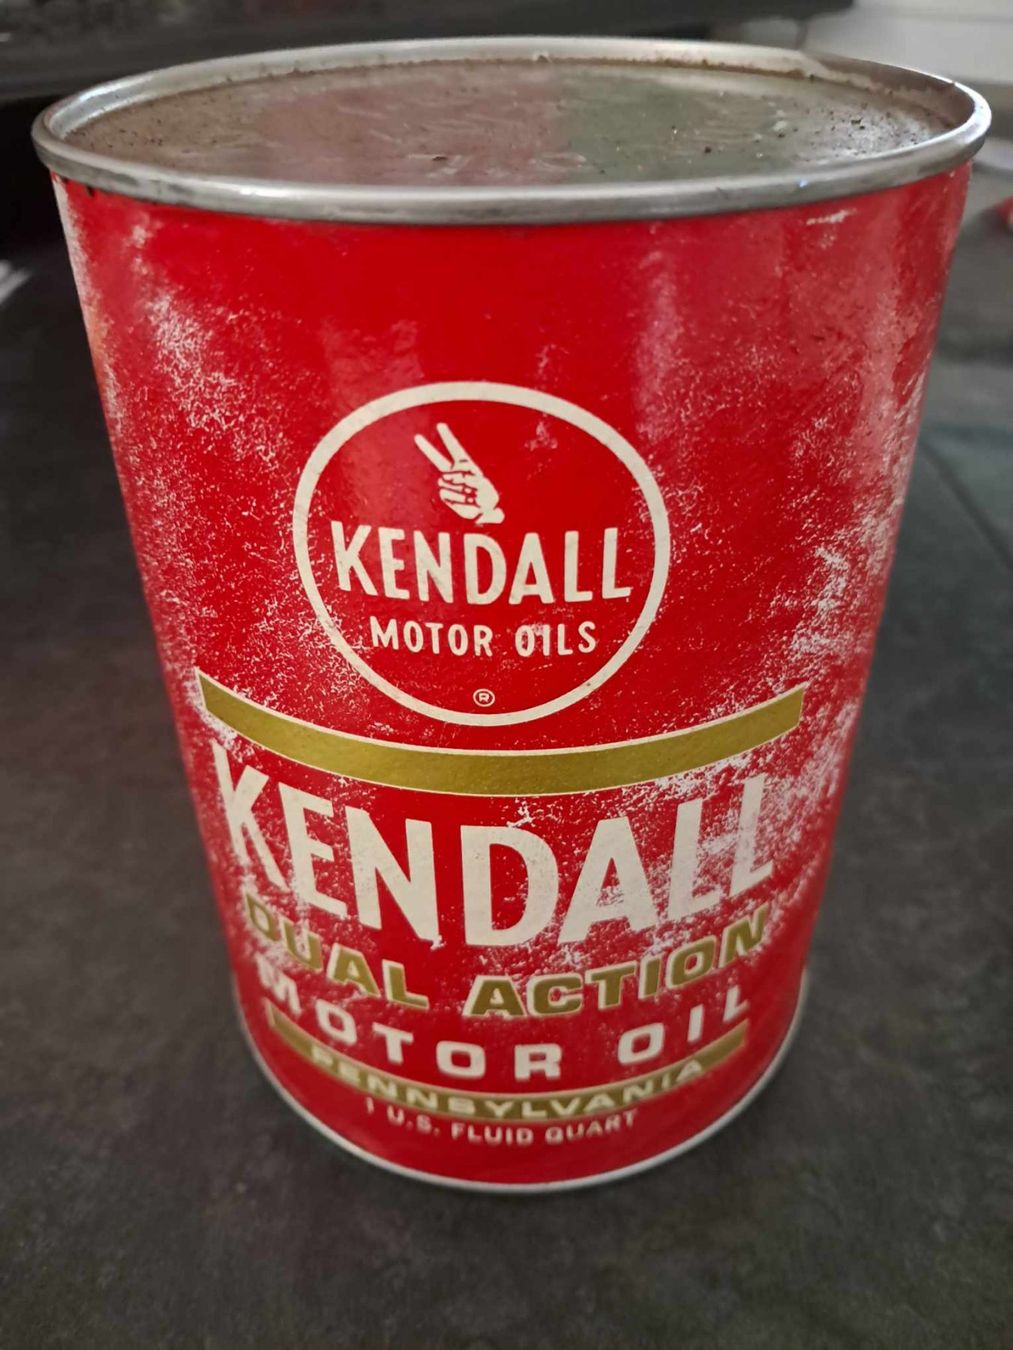 KENDALL
MOTOR OILS
®
KENDALL
DUAL ACTION
MOTOR OIL
PENNSYLVANIA
1 U.S. FLUID QUART